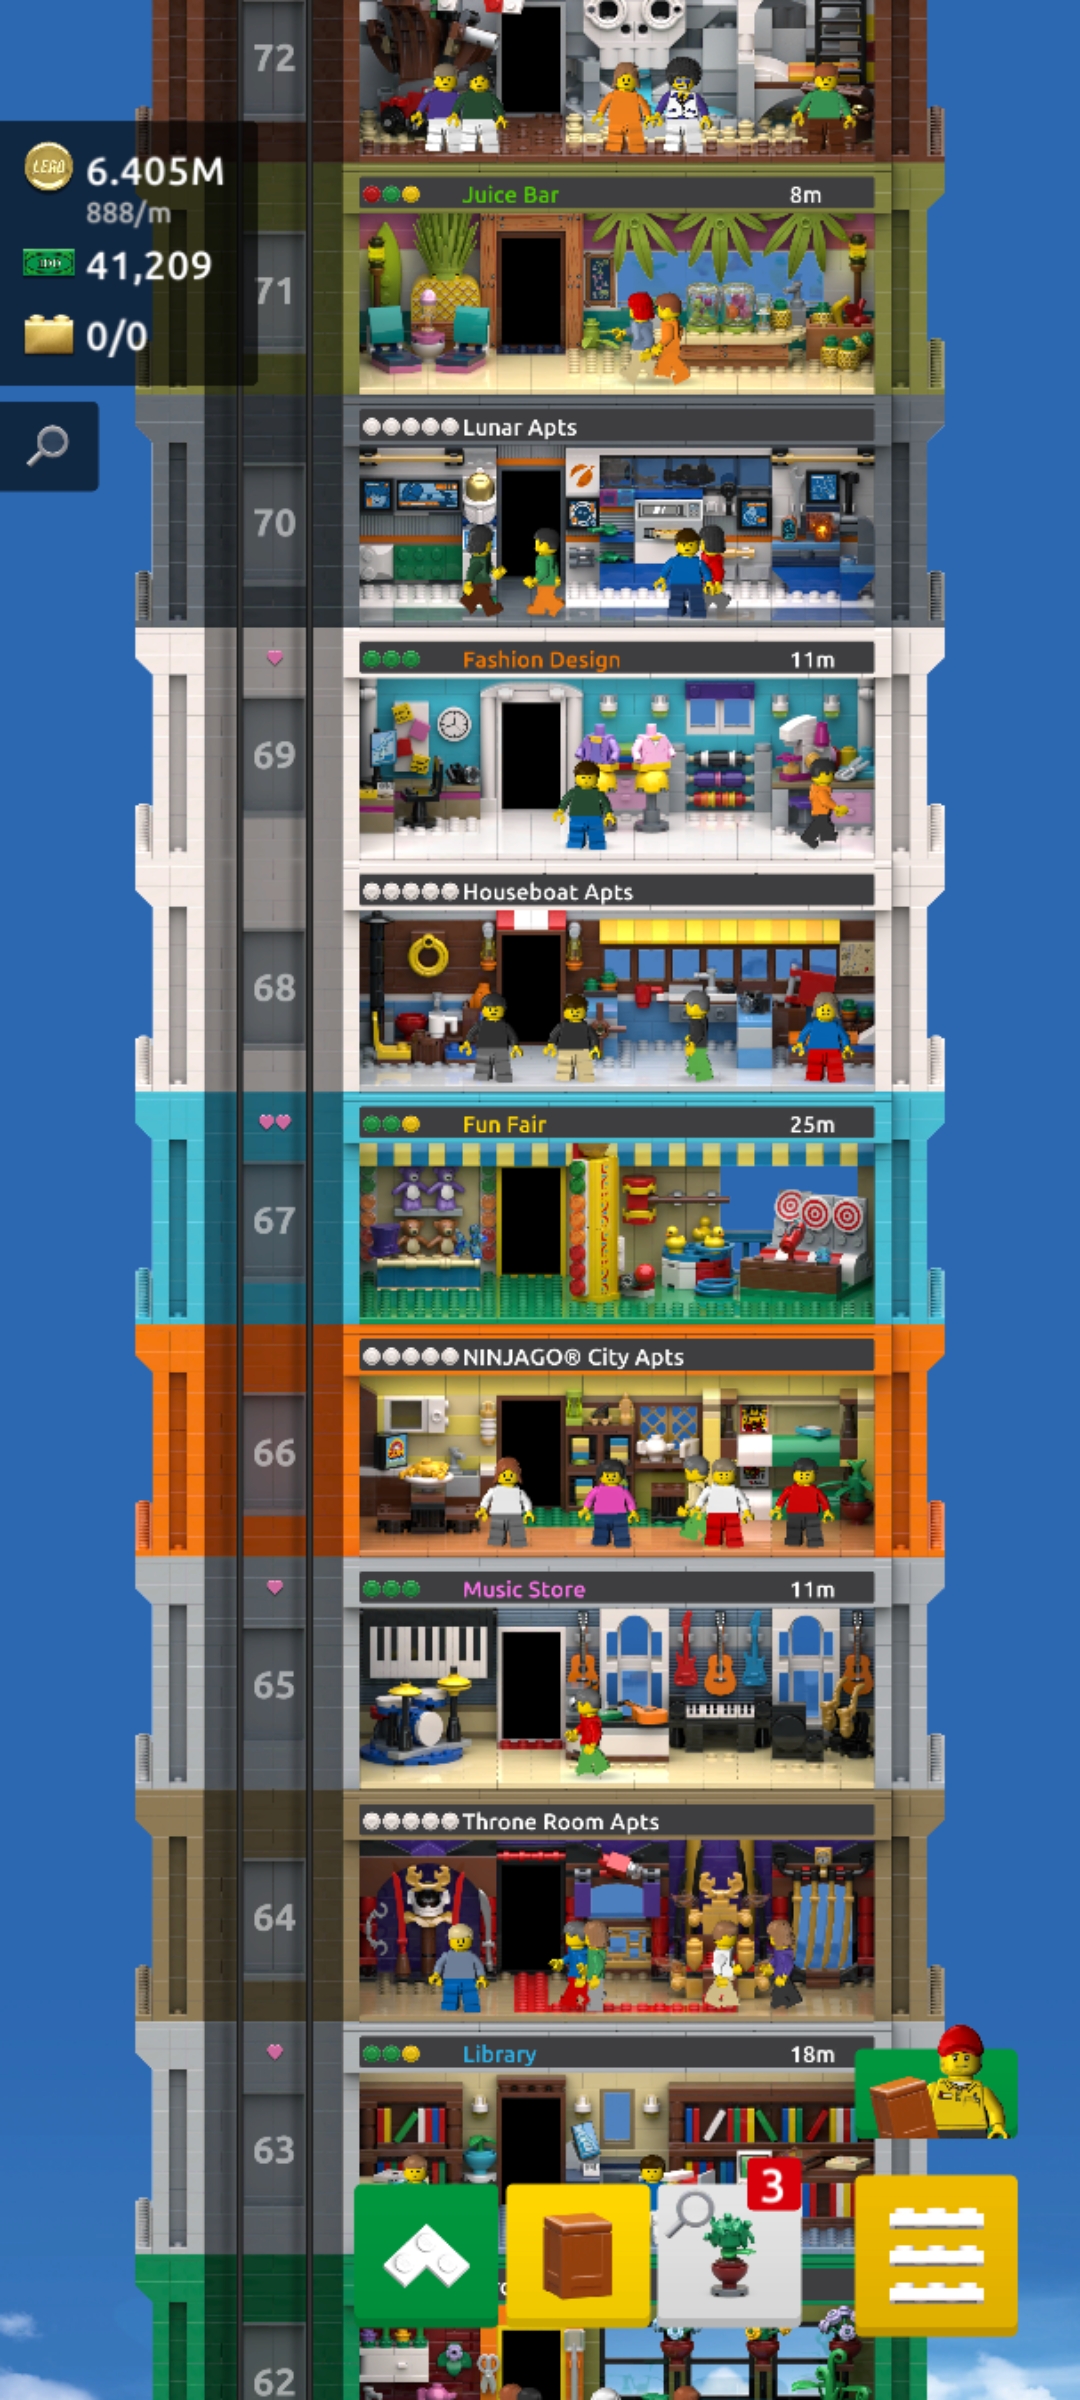 72
LEGO
6.405M
888/m
41,209
0/0
Juice Bar 8m
71
Lunar Apts
70
Fashion Design 11m
69
Houseboat Apts
68
Fun Fair 25m
67
NINJAGO® City Apts
66
Music Store 11m
65
Throne Room Apts
64
Library 18m
63
3
62